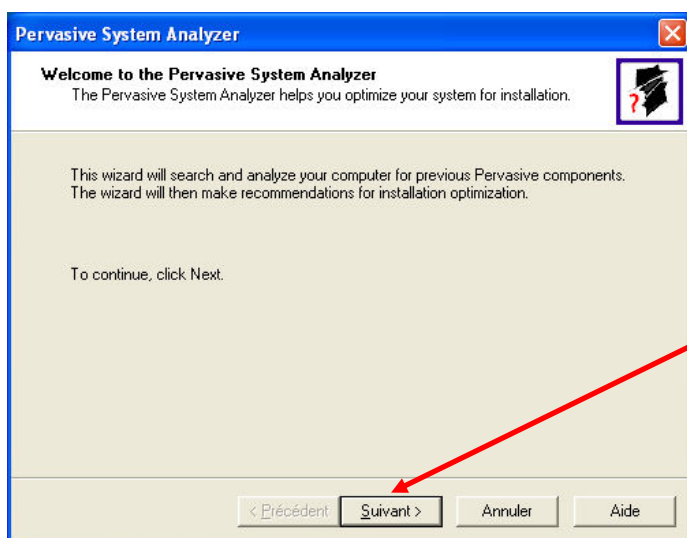 Pervasive System Analyzer
Welcome to the Pervasive System Analyzer
The Pervasive System Analyzer helps you optimize your system for installation.
?
This wizard will search and analyze your computer for previous Pervasive components.
The wizard will then make recommendations for installation optimization.
To continue, click Next.
< Précédent Suivant > Annuler Aide